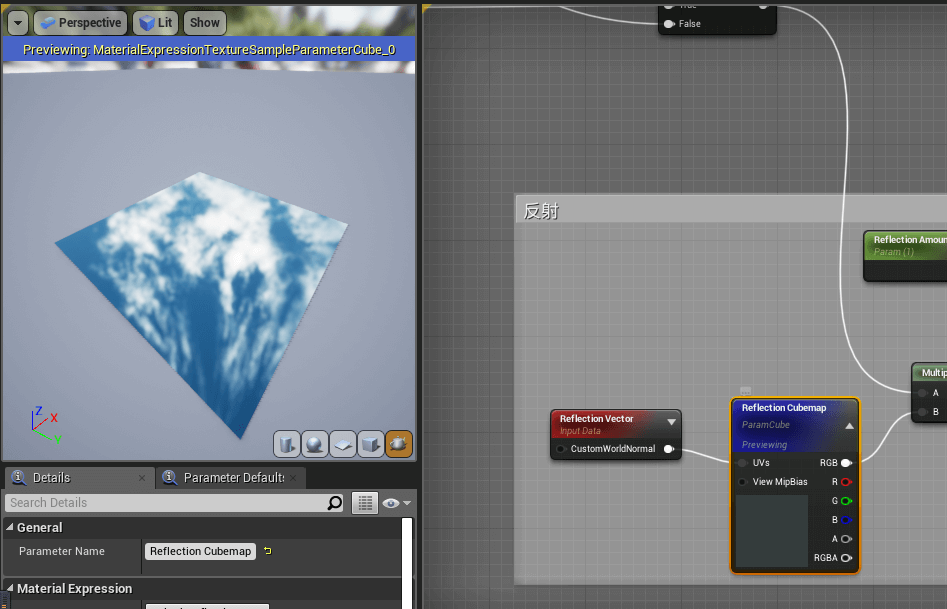 Perspective
Lit
Show
Previewing: MaterialExpressionTextureSampleParameterCube_0
Z
X
Y
Details
Parameter Defaults
Search Details
General
Parameter Name
Reflection Cubemap
Material Expression
False
反射
Reflection Amoun
Param (1)
Multip
A
B
Reflection Vector
Input Data
CustomWorldNormal
Reflection Cubemap
ParamCube
Previewing
UVs
RGB
View MipBias
R
G
B
A
RGBA